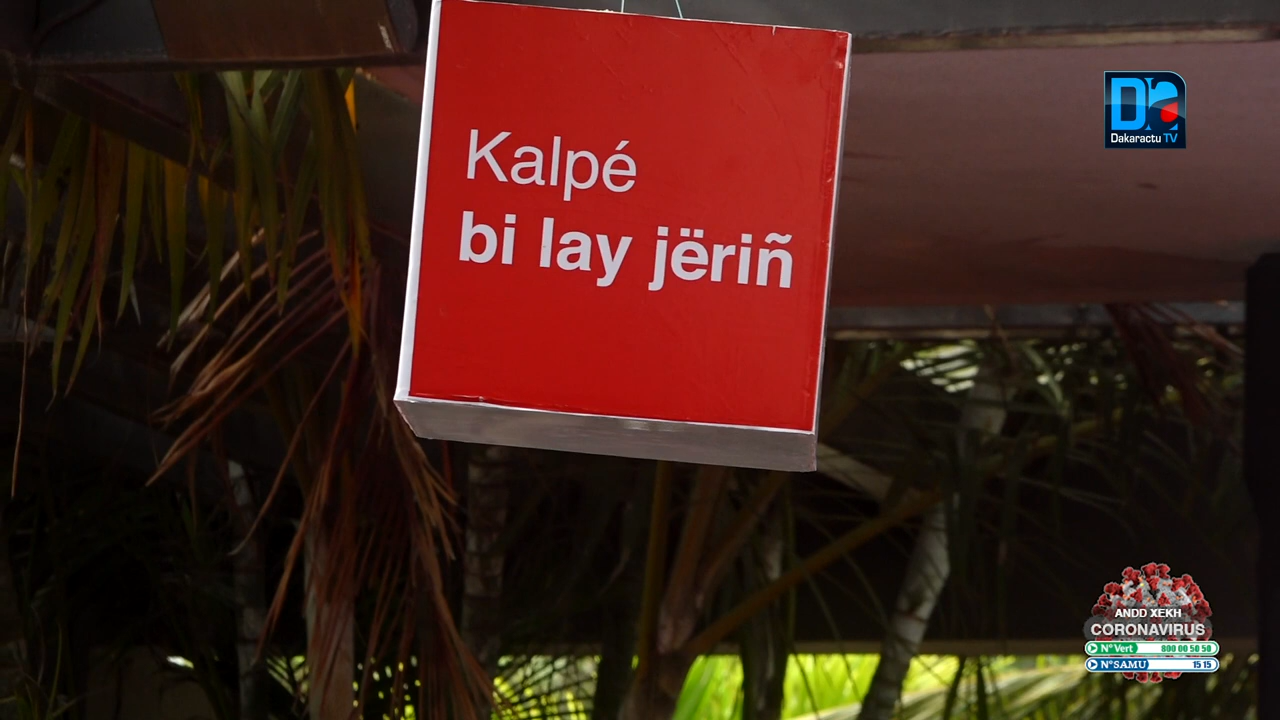 Kalpé
bi lay jëriñ
Dakaractu TV
ANDD XEKH
CORONAVIRUS
N°Vert 800 00 50 50
N°SAMU 15 15